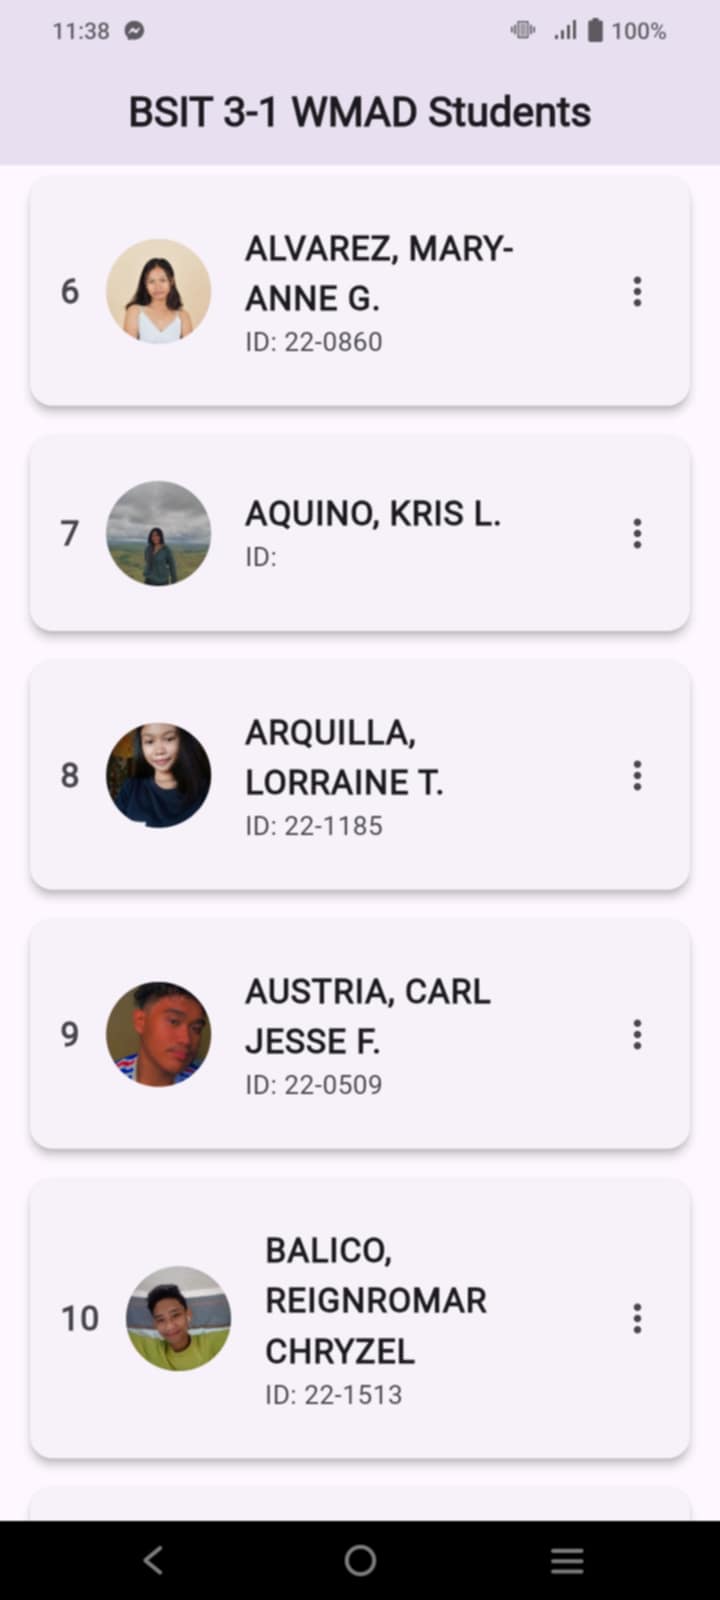 11:38 100%
BSIT 3-1 WMAD Students
6
ALVAREZ, MARY-
ANNE G.
ID: 22-0860
7
AQUINO, KRIS L.
ID:
8
ARQUILLA,
LORRAINE T.
ID: 22-1185
9
AUSTRIA, CARL
JESSE F.
ID: 22-0509
10
BALICO,
REIGNROMAR
CHRYZEL
ID: 22-1513